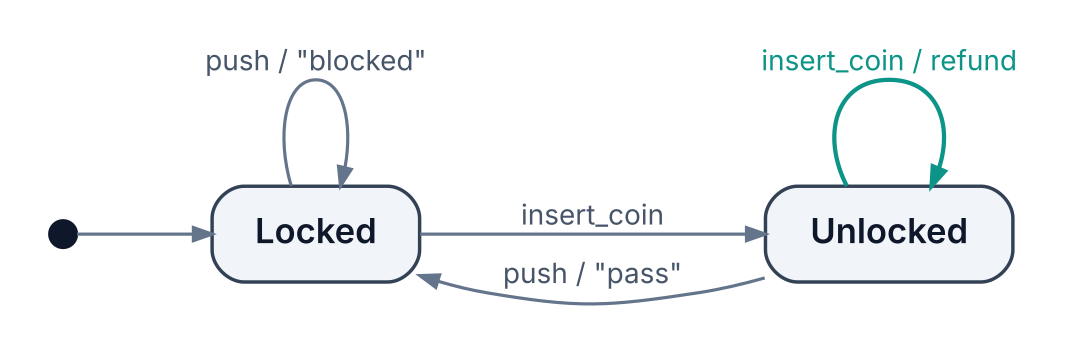 push / "blocked"
insert_coin / refund
Locked
insert_coin
Unlocked
push / "pass"